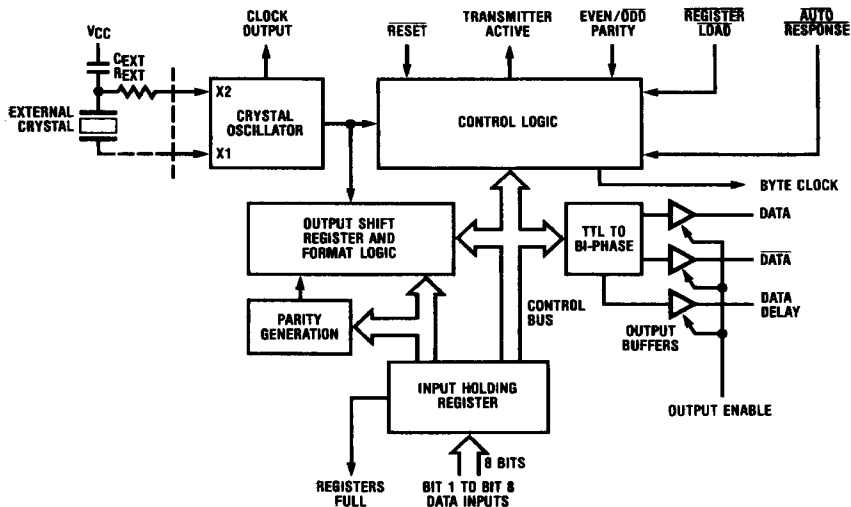 CLOCK
OUTPUT
RESET
TRANSMITTER
ACTIVE
EVEN/ODD
PARITY
REGISTER
LOAD
AUTO
RESPONSE
VCC
CEXT
REXT
EXTERNAL
CRYSTAL
X2
X1
CRYSTAL
OSCILLATOR
CONTROL LOGIC
BYTE CLOCK
OUTPUT SHIFT
REGISTER AND
FORMAT LOGIC
TTL TO
BI-PHASE
DATA
DATA
DATA
DELAY
PARITY
GENERATION
CONTROL
BUS
OUTPUT
BUFFERS
INPUT HOLDING
REGISTER
OUTPUT ENABLE
8 BITS
REGISTERS
FULL
BIT 1 TO BIT 8
DATA INPUTS